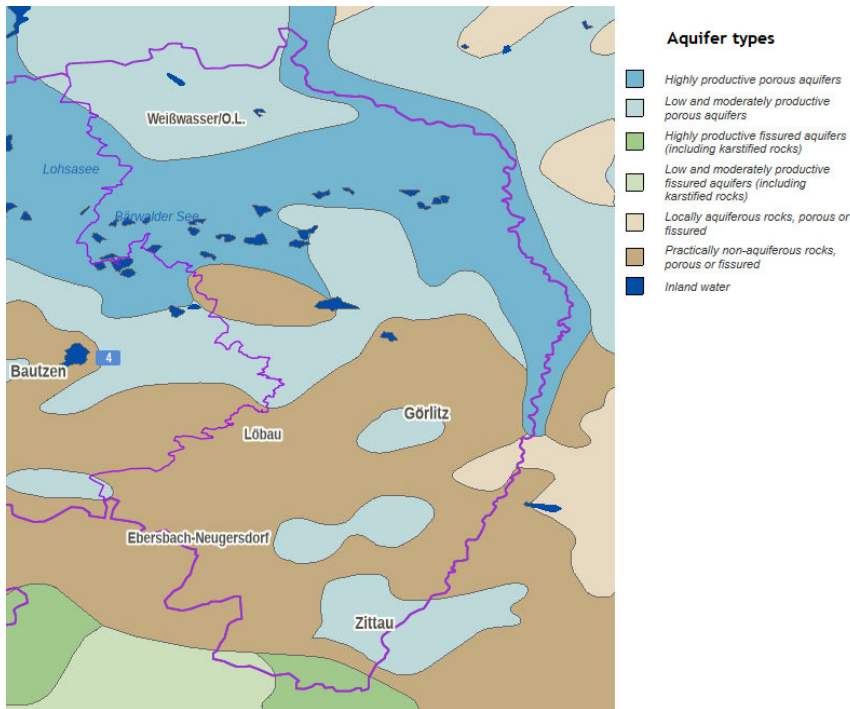 Aquifer types
Highly productive porous aquifers
Low and moderately productive
porous aquifers
Highly productive fissured aquifers
(including karstified rocks)
Low and moderately productive
fissured aquifers (including
karstified rocks)
Locally aquiferous rocks, porous or
fissured
Practically non-aquiferous rocks,
porous or fissured
Inland water
Weißwasser/O.L.
Lohsasee
Bärwalder See
4
Bautzen
Görlitz
Löbau
Ebersbach-Neugersdorf
Zittau